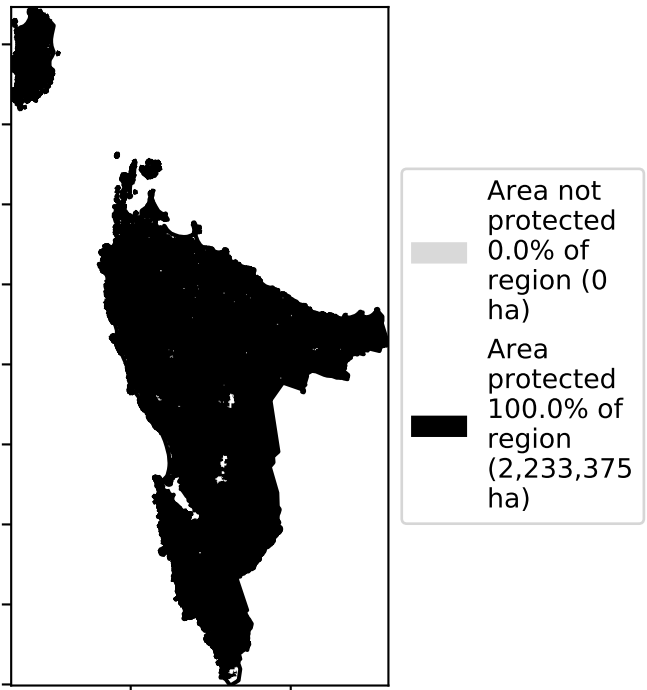 Area not
protected
0.0% of
region (0
ha)
Area
protected
100.0% of
region
(2,233,375
ha)